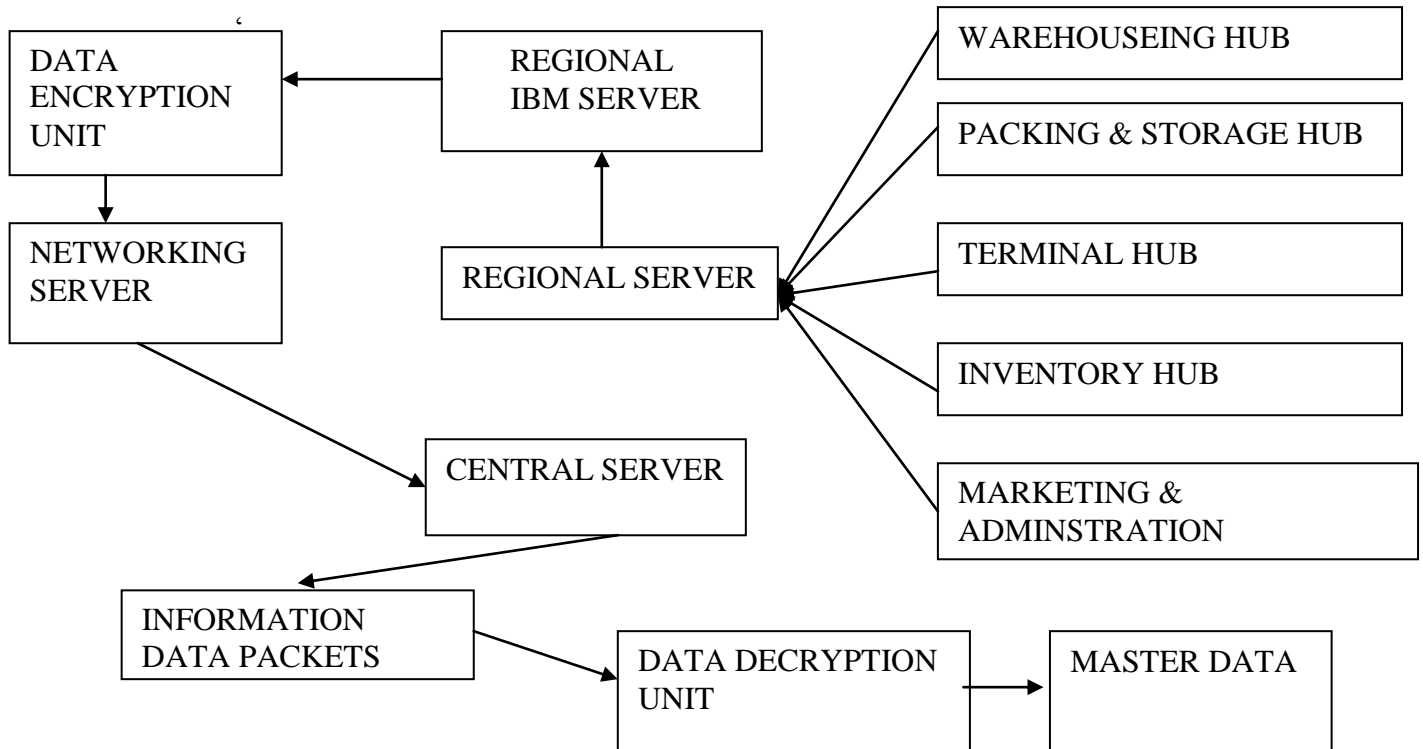 ‘
DATA
ENCRYPTION
UNIT
REGIONAL
IBM SERVER
WAREHOUSEING HUB
PACKING & STORAGE HUB
NETWORKING
SERVER
REGIONAL SERVER
TERMINAL HUB
INVENTORY HUB
CENTRAL SERVER
MARKETING &
ADMINSTRATION
INFORMATION
DATA PACKETS
DATA DECRYPTION
UNIT
MASTER DATA